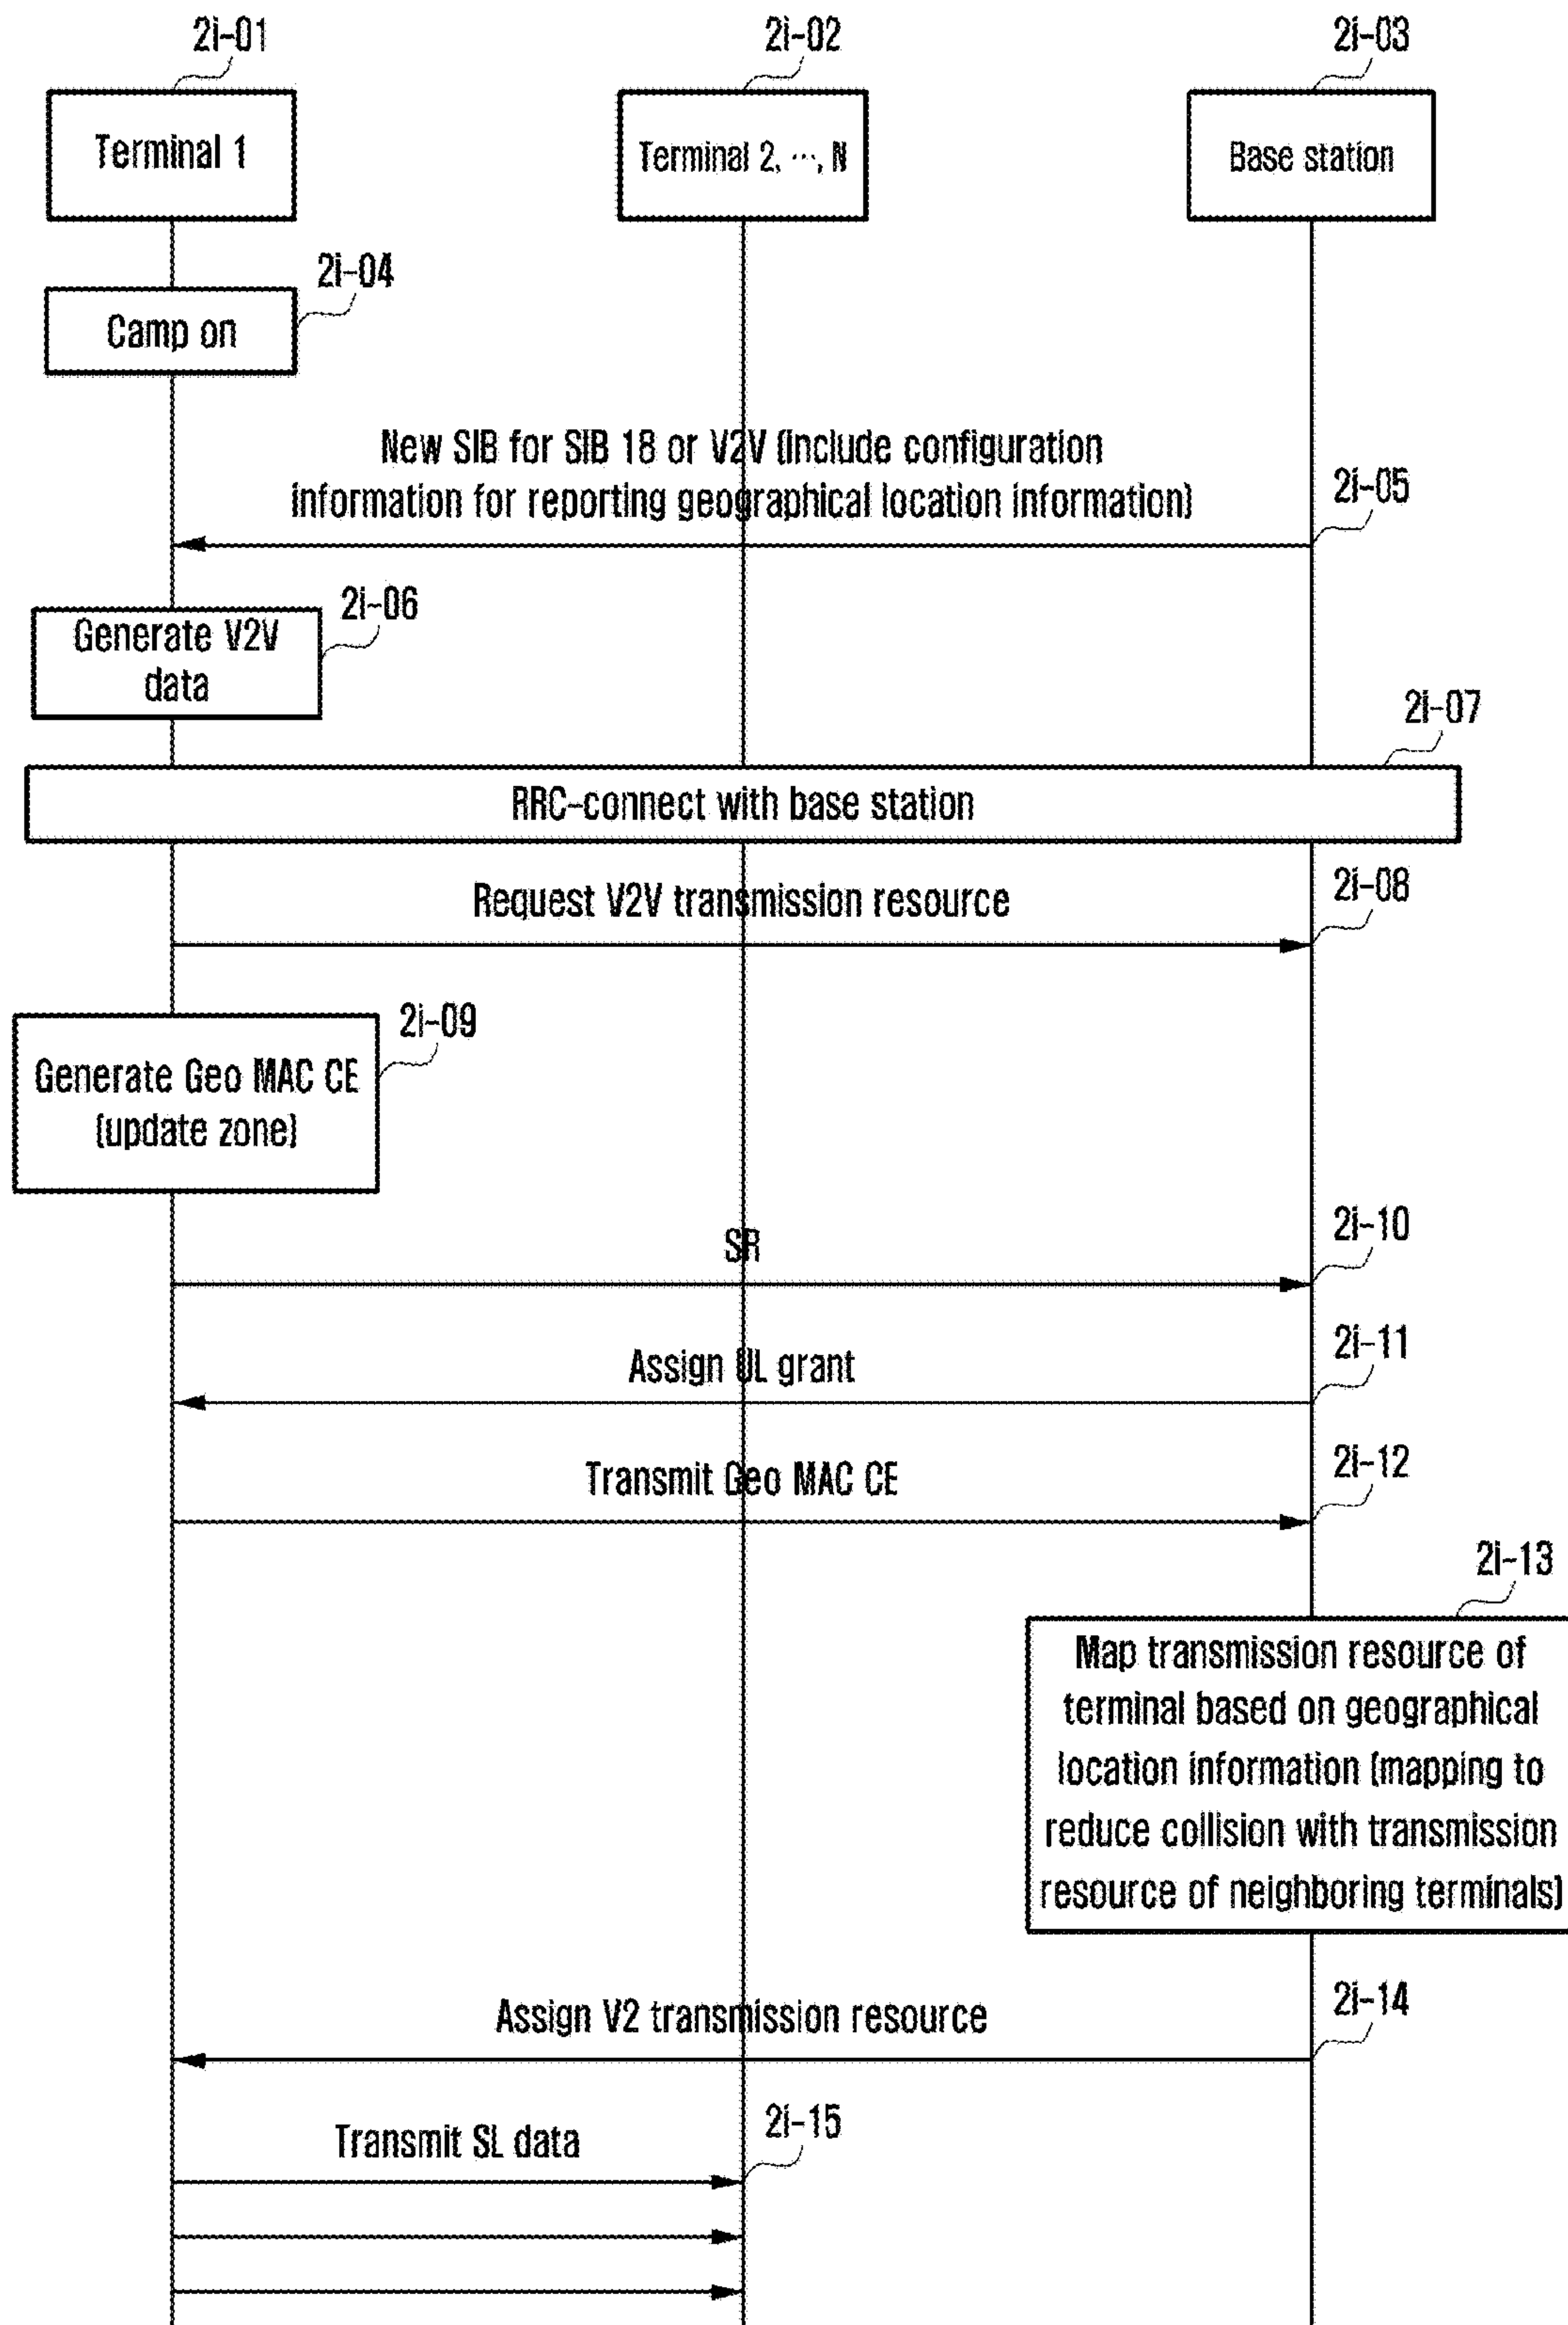 2i-01
2i-02
2i-03
Terminal 1
Terminal 2, ···, N
Base station
2i-04
Camp on
New SIB for SIB 18 or V2V (include configuration
information for reporting geographical location information)
2i-05
2i-06
Generate V2V
data
2i-07
RRC-connect with base station
Request V2V transmission resource
2i-08
2i-09
Generate Geo MAC CE
(update zone)
SR
2i-10
Assign UL grant
2i-11
Transmit Geo MAC CE
2i-12
2i-13
Map transmission resource of
terminal based on geographical
location information (mapping to
reduce collision with transmission
resource of neighboring terminals)
Assign V2 transmission resource
2i-14
Transmit SL data
2i-15